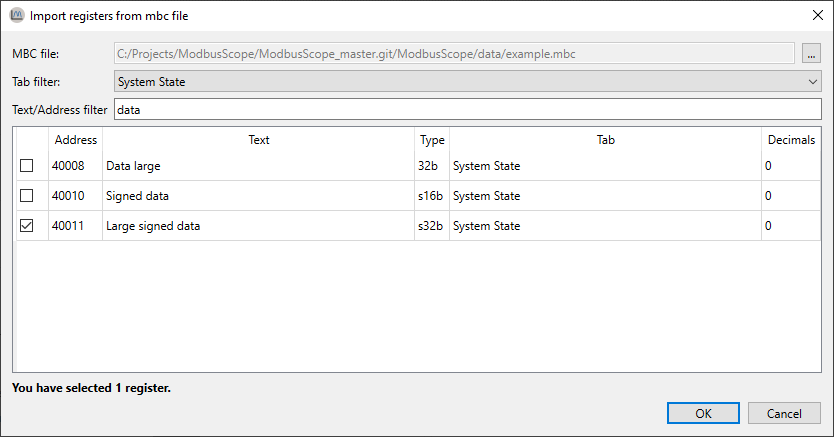 Import registers from mbc file
MBC file: C:/Projects/ModbusScope/ModbusScope_master.git/ModbusScope/data/example.mbc ...
Tab filter: System State
Text/Address filter data
Address Text Type Tab Decimals
40008 Data large 32b System State 0
40010 Signed data s16b System State 0
40011 Large signed data s32b System State 0
You have selected 1 register.
OK Cancel